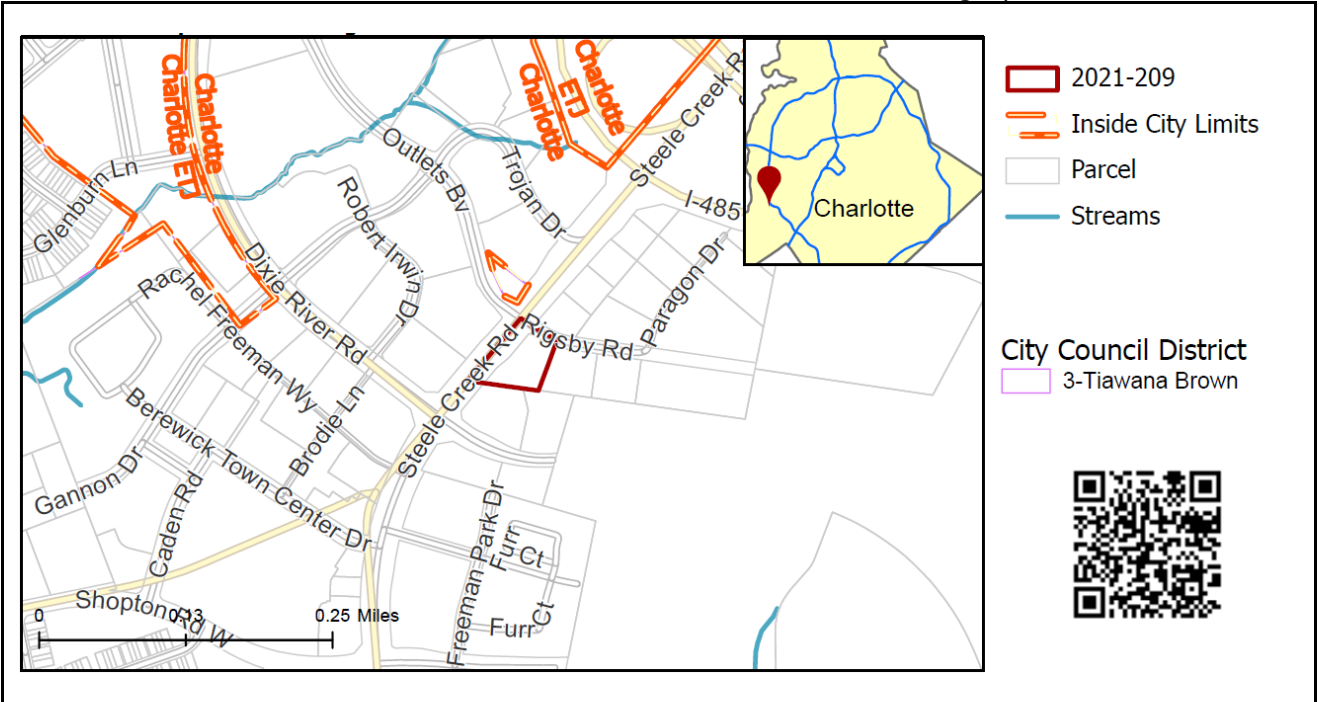 Charlotte ETJ
Charlotte
Charlotte
ETJ
Charlotte
Steele Creek Rd
Outlets Bv
Trojan Dr
Glenburn Ln
Robert Irwin Dr
I-485
Charlotte
Paragon Dr
Dixie River Rd
Rachel Freeman Wy
Rigsby Rd
Steele Creek Rd
Brodie Ln
Berewick Town Center Dr
Gannon Dr
Caden Rd
Freeman Park Dr
Furr Ct
Furr Ct
Shopton Rd W
0 0.13 0.25 Miles
2021-209
Inside City Limits
Parcel
Streams
City Council District
3-Tiawana Brown